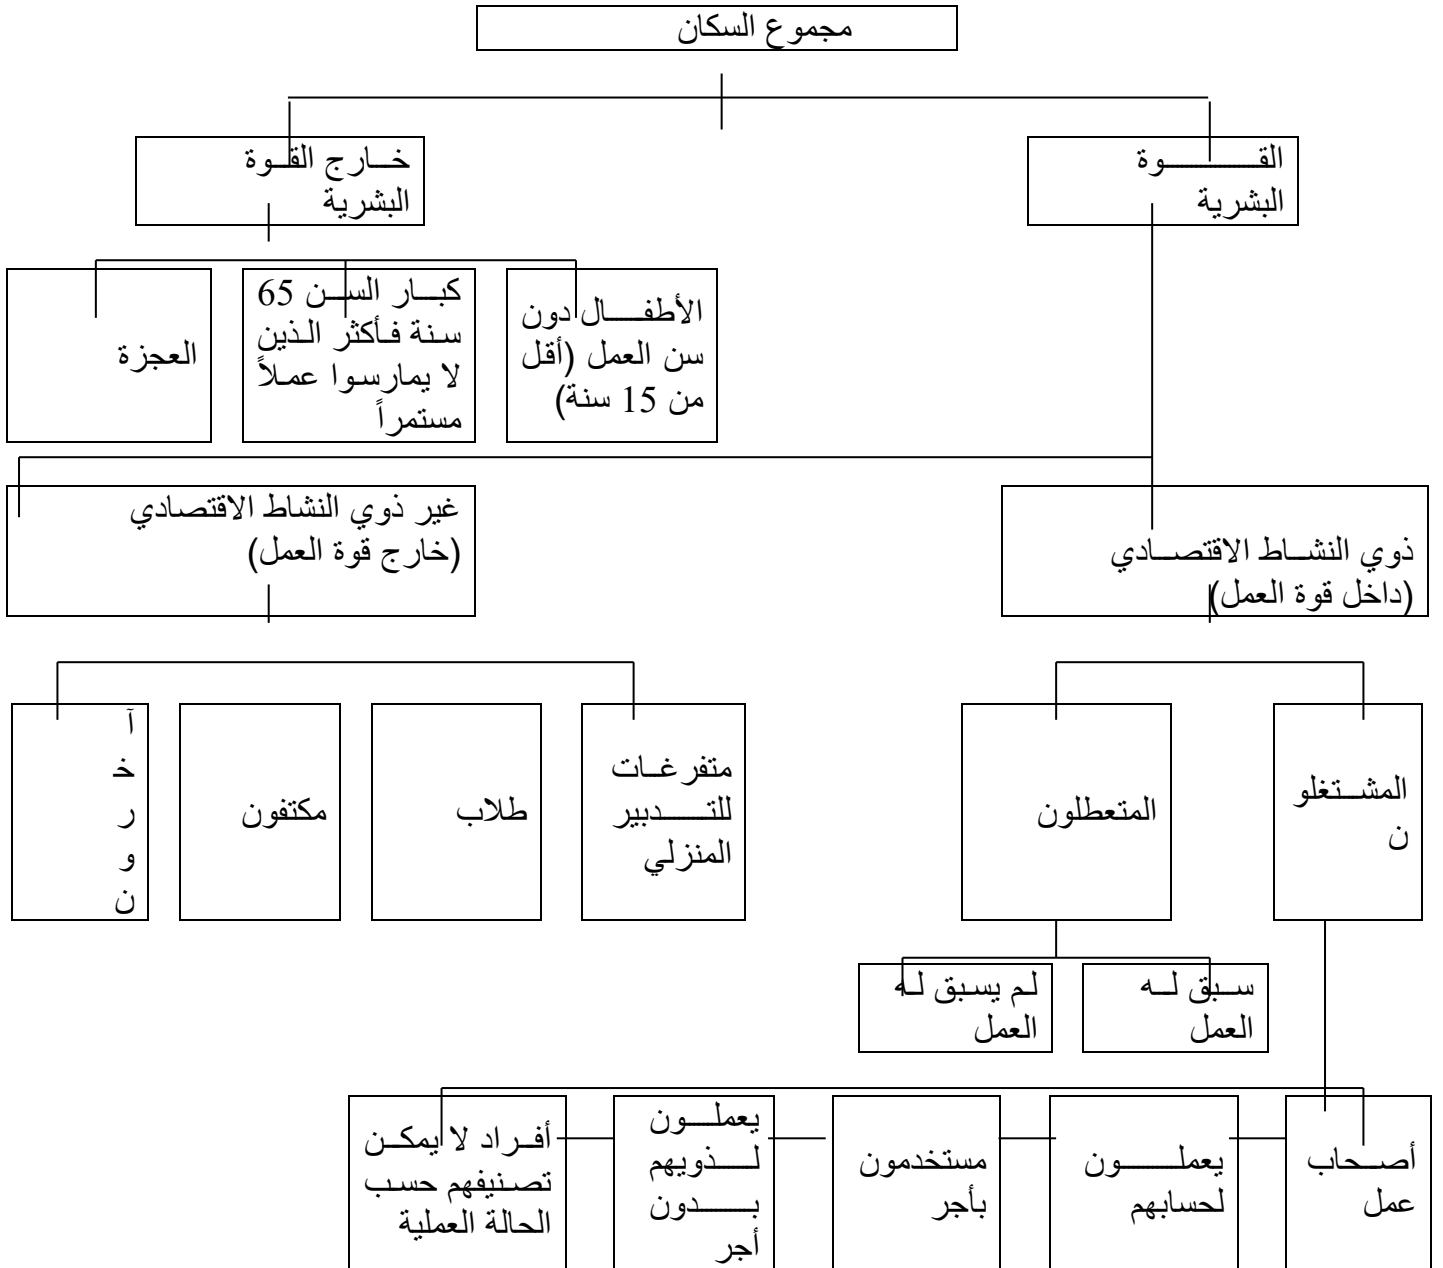 مجموع السكان
القوة
البشرية
خارج القوة
البشرية
الأطفال دون
سن العمل (أقل
من 15 سنة)
كبار السن 65
سنة فأكثر الذين
لا يمارسوا عملاً
مستمراً
العجزة
ذوي النشاط الاقتصادي
(داخل قوة العمل)
غير ذوي النشاط الاقتصادي
(خارج قوة العمل)
المشتغلو
ن
المتعطلون
متفرغات
للتدبير
المنزلي
طلاب
مكتفون
آ
خ
ر
و
ن
سبق له
العمل
لم يسبق له
العمل
أصحاب
عمل
يعملون
لحسابهم
مستخدمون
بأجر
يعملون
لذويهم
بدون
أجر
أفراد لا يمكن
تصنيفهم حسب
الحالة العملية